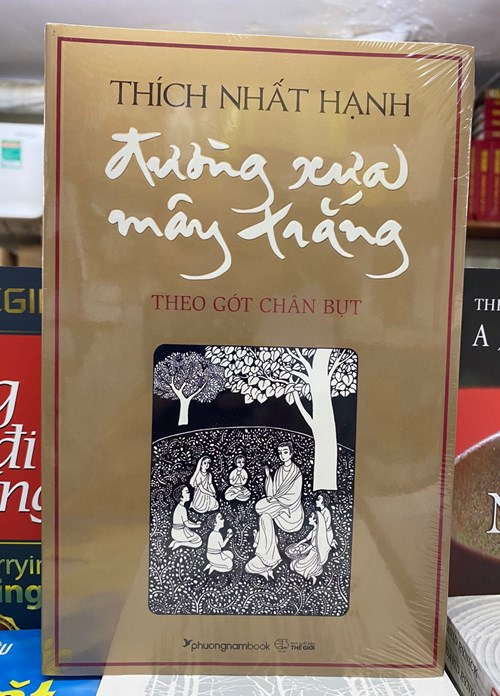 THÍCH NHẤT HẠNH
đường xưa
mây trắng
THEO GÓT CHÂN BỤT
phuongnambook
THẾ GIỚI